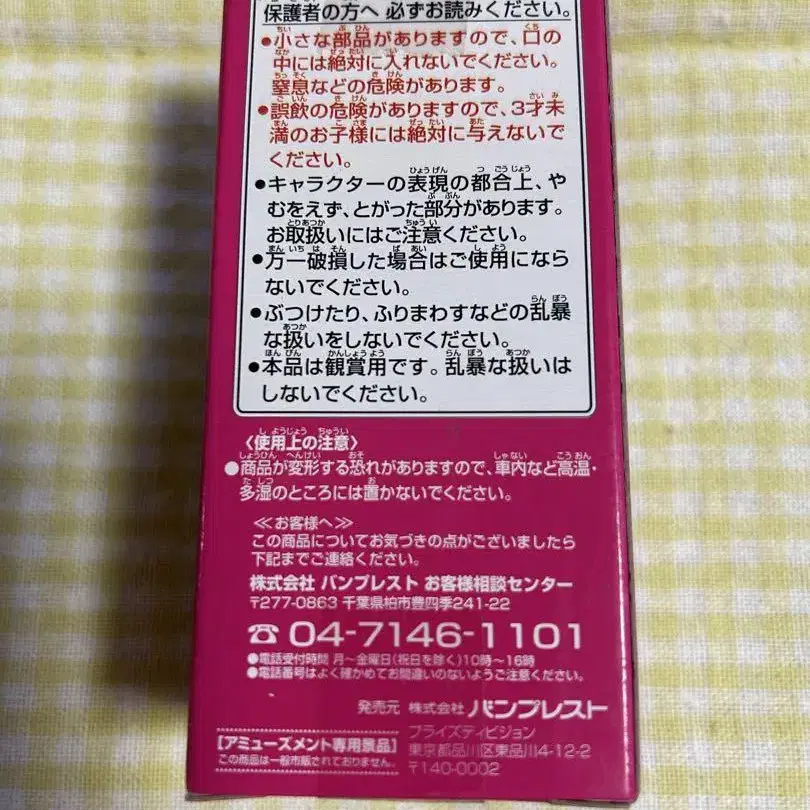 保護者の方へ 必ずお読みください。
●小さな部品がありますので、口の
中には絶対に入れないでください。
窒息などの危険があります。
●誤飲の危険がありますので、3才未
満のお子様には絶対に与えないで
ください。
●キャラクターの表現の都合上、や
むをえず、とがった部分があります。
お取扱いにはご注意ください。
●万一破損した場合はご使用になら
ないでください。
●ぶつけたり、ふりまわすなどの乱暴
な扱いをしないでください。
●本品は観賞用です。乱暴な扱いは
しないでください。
〈使用上の注意〉
●商品が変形する恐れがありますので、車内など高温・
多湿のところには置かないでください。
≪お客様へ≫
この商品についてお気づきの点がございましたら
下記までご連絡ください。
株式会社 バンプレスト お客様相談センター
〒277-0863 千葉県柏市豊四季241-22
☎ 04-7146-1101
●電話受付時間 月～金曜日(祝日を除く)10時～16時
●電話番号はよく確かめてお間違いのないようご注意ください。
発売元 株式会社 バンプレスト
プライズディビジョン
東京都品川区東品川4-12-2
〒140-0002
[アミューズメント専用景品]
この商品は一般市販されておりません。